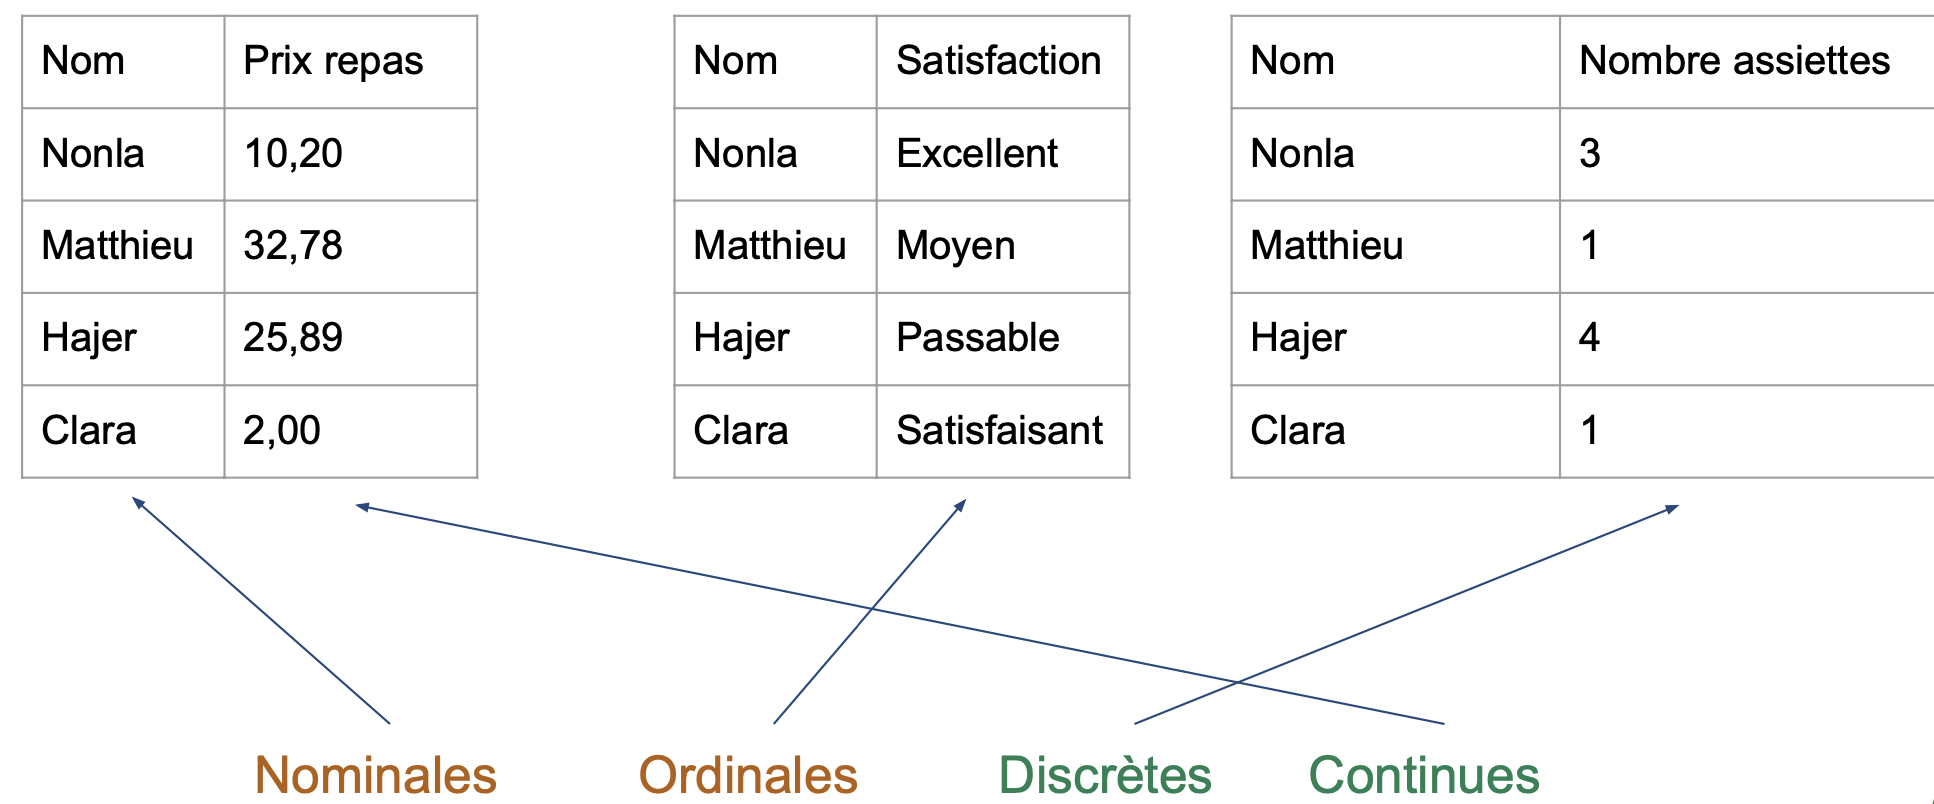 Nom Prix repas
Nonla 10,20
Matthieu 32,78
Hajer 25,89
Clara 2,00
Nom Satisfaction
Nonla Excellent
Matthieu Moyen
Hajer Passable
Clara Satisfaisant
Nom Nombre assiettes
Nonla 3
Matthieu 1
Hajer 4
Clara 1
Nominales Ordinales Discrètes Continues